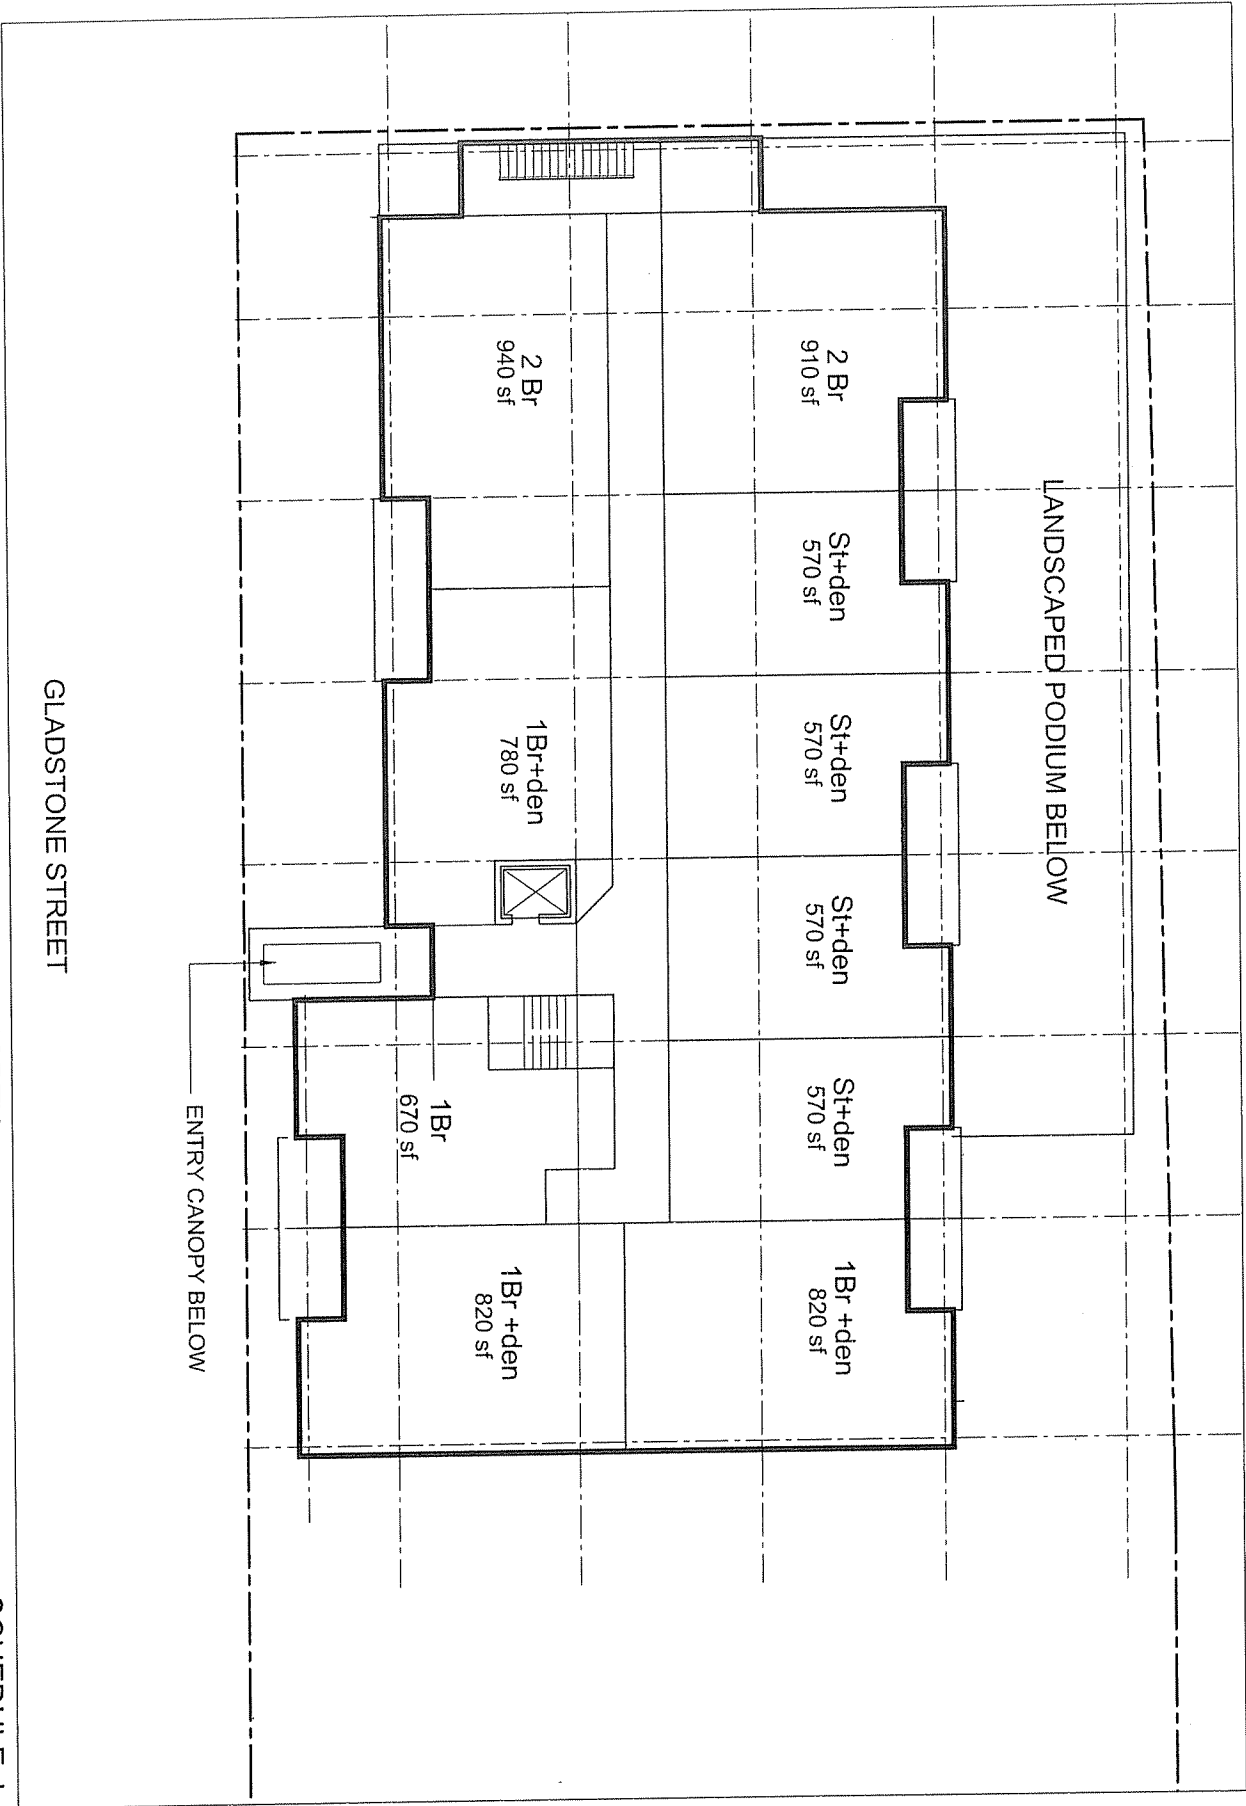 LANDSCAPED PODIUM BELOW
2 Br
910 sf
St+den
570 sf
St+den
570 sf
St+den
570 sf
St+den
570 sf
1Br +den
820 sf
2 Br
940 sf
1Br+den
780 sf
1Br
670 sf
1Br +den
820 sf
ENTRY CANOPY BELOW
GLADSTONE STREET